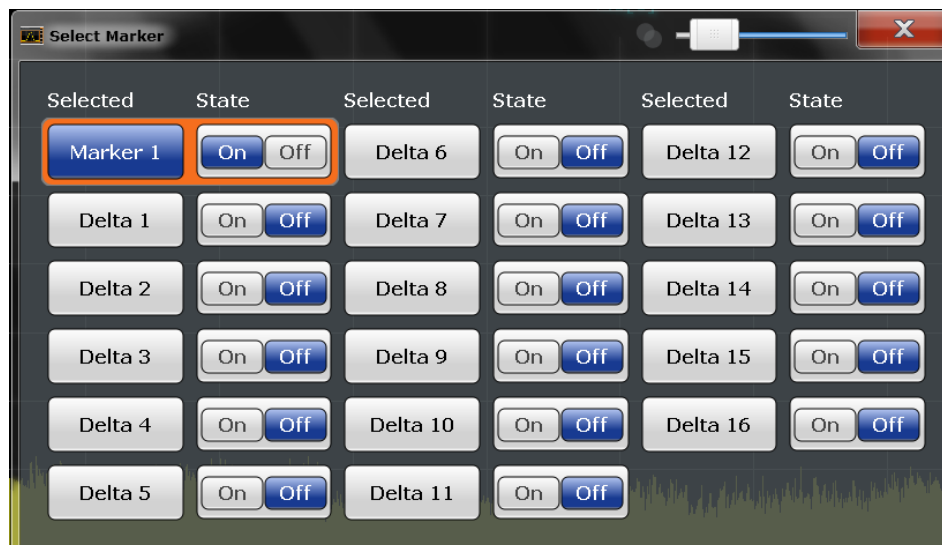 Select Marker
X
Selected State Selected State Selected State
Marker 1 On Off Delta 6 On Off Delta 12 On Off
Delta 1 On Off Delta 7 On Off Delta 13 On Off
Delta 2 On Off Delta 8 On Off Delta 14 On Off
Delta 3 On Off Delta 9 On Off Delta 15 On Off
Delta 4 On Off Delta 10 On Off Delta 16 On Off
Delta 5 On Off Delta 11 On Off